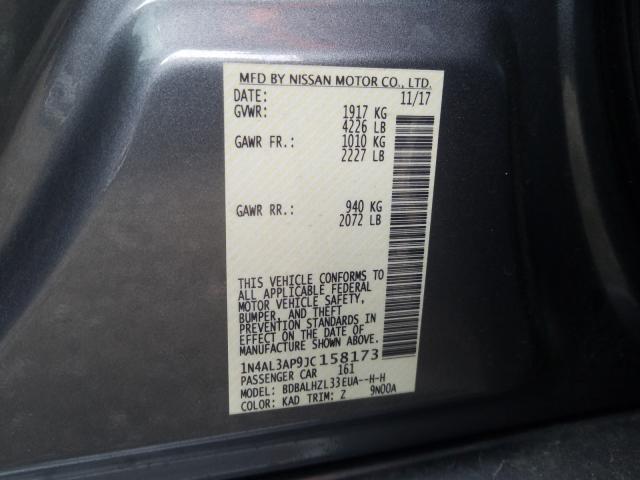 MFD BY NISSAN MOTOR CO., LTD.
DATE: 11/17
GVWR: 1917 KG
4226 LB
GAWR FR.: 1010 KG
2227 LB
GAWR RR.: 940 KG
2072 LB
THIS VEHICLE CONFORMS TO
ALL APPLICABLE FEDERAL
MOTOR VEHICLE SAFETY,
BUMPER, AND THEFT
PREVENTION STANDARDS IN
EFFECT ON THE DATE OF
MANUFACTURE SHOWN ABOVE.
1N4AL3AP9JC158173
PASSENGER CAR 161
MODEL: BDBALHZL33EUA--H-H
COLOR: KAD TRIM: Z 9N00A